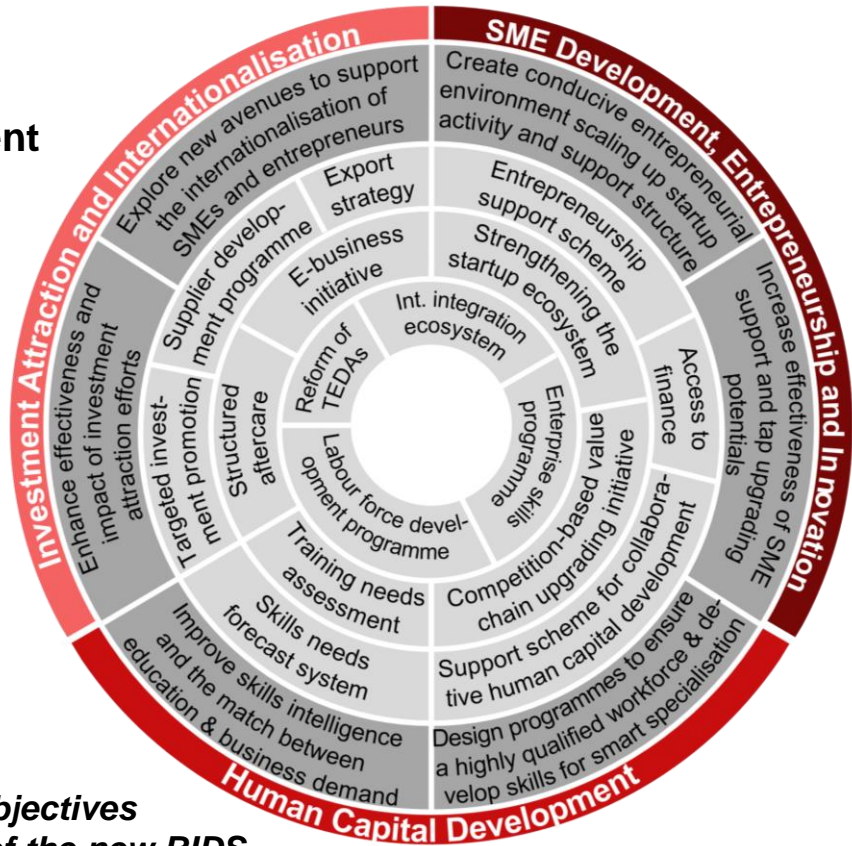 ent
Investment Attraction and Internationalisation
SME Development, Entrepreneurship and Innovation
Human Capital Development
Explore new avenues to support
the internationalisation of
SMEs and entrepreneurs
Create conducive entrepreneurial
environment scaling up startup
activity and support structure
Increase effectiveness of SME
support and tap upgrading
potentials
Design programmes to ensure
a highly qualified workforce & de-
velop skills for smart specialisation
Improve skills intelligence
and the match between
education & business demand
Enhance effectiveness and
impact of investment
attraction efforts
Export
strategy
Entrepreneurship
support scheme
Access to
finance
Support scheme for collabora-
tive human capital development
Skills needs
forecast system
Targeted invest-
ment promotion
Supplier develop-
ment programme
E-business
initiative
Strengthening the
startup ecosystem
Competition-based value
chain upgrading initiative
Training needs
assessment
Structured
aftercare
Int. integration
ecosystem
Enterprise skills
programme
Labour force devel-
opment programme
Reform of
TEDAs
bjectives
of the new RIDS